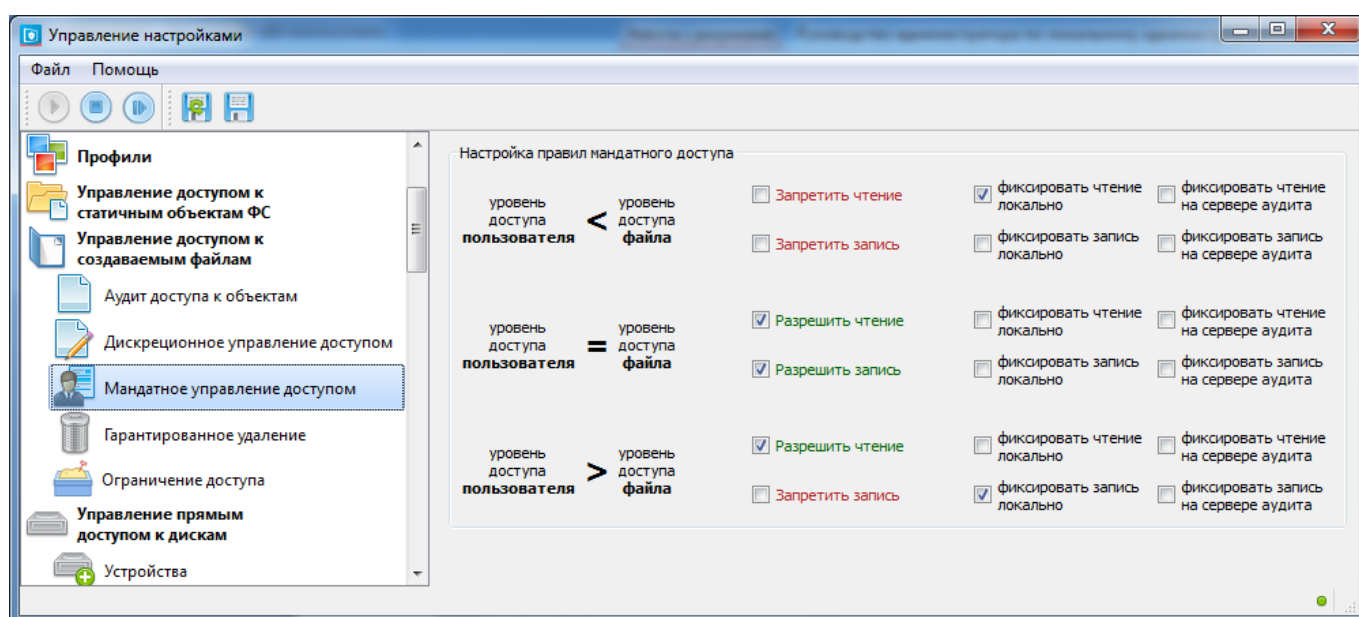 Управление настройками
X
Файл Помощь
Профили
Управление доступом к
статичным объектам ФС
Управление доступом к
создаваемым файлам
Аудит доступа к объектам
Дискреционное управление доступом
Мандатное управление доступом
Гарантированное удаление
Ограничение доступа
Управление прямым
доступом к дискам
Устройства
Настройка правил мандатного доступа
уровень
доступа
пользователя
<
уровень
доступа
файла
Запретить чтение
фиксировать чтение
локально
фиксировать чтение
на сервере аудита
Запретить запись
фиксировать запись
локально
фиксировать запись
на сервере аудита
уровень
доступа
пользователя
=
уровень
доступа
файла
Разрешить чтение
фиксировать чтение
локально
фиксировать чтение
на сервере аудита
Разрешить запись
фиксировать запись
локально
фиксировать запись
на сервере аудита
уровень
доступа
пользователя
>
уровень
доступа
файла
Разрешить чтение
фиксировать чтение
локально
фиксировать чтение
на сервере аудита
Запретить запись
фиксировать запись
локально
фиксировать запись
на сервере аудита